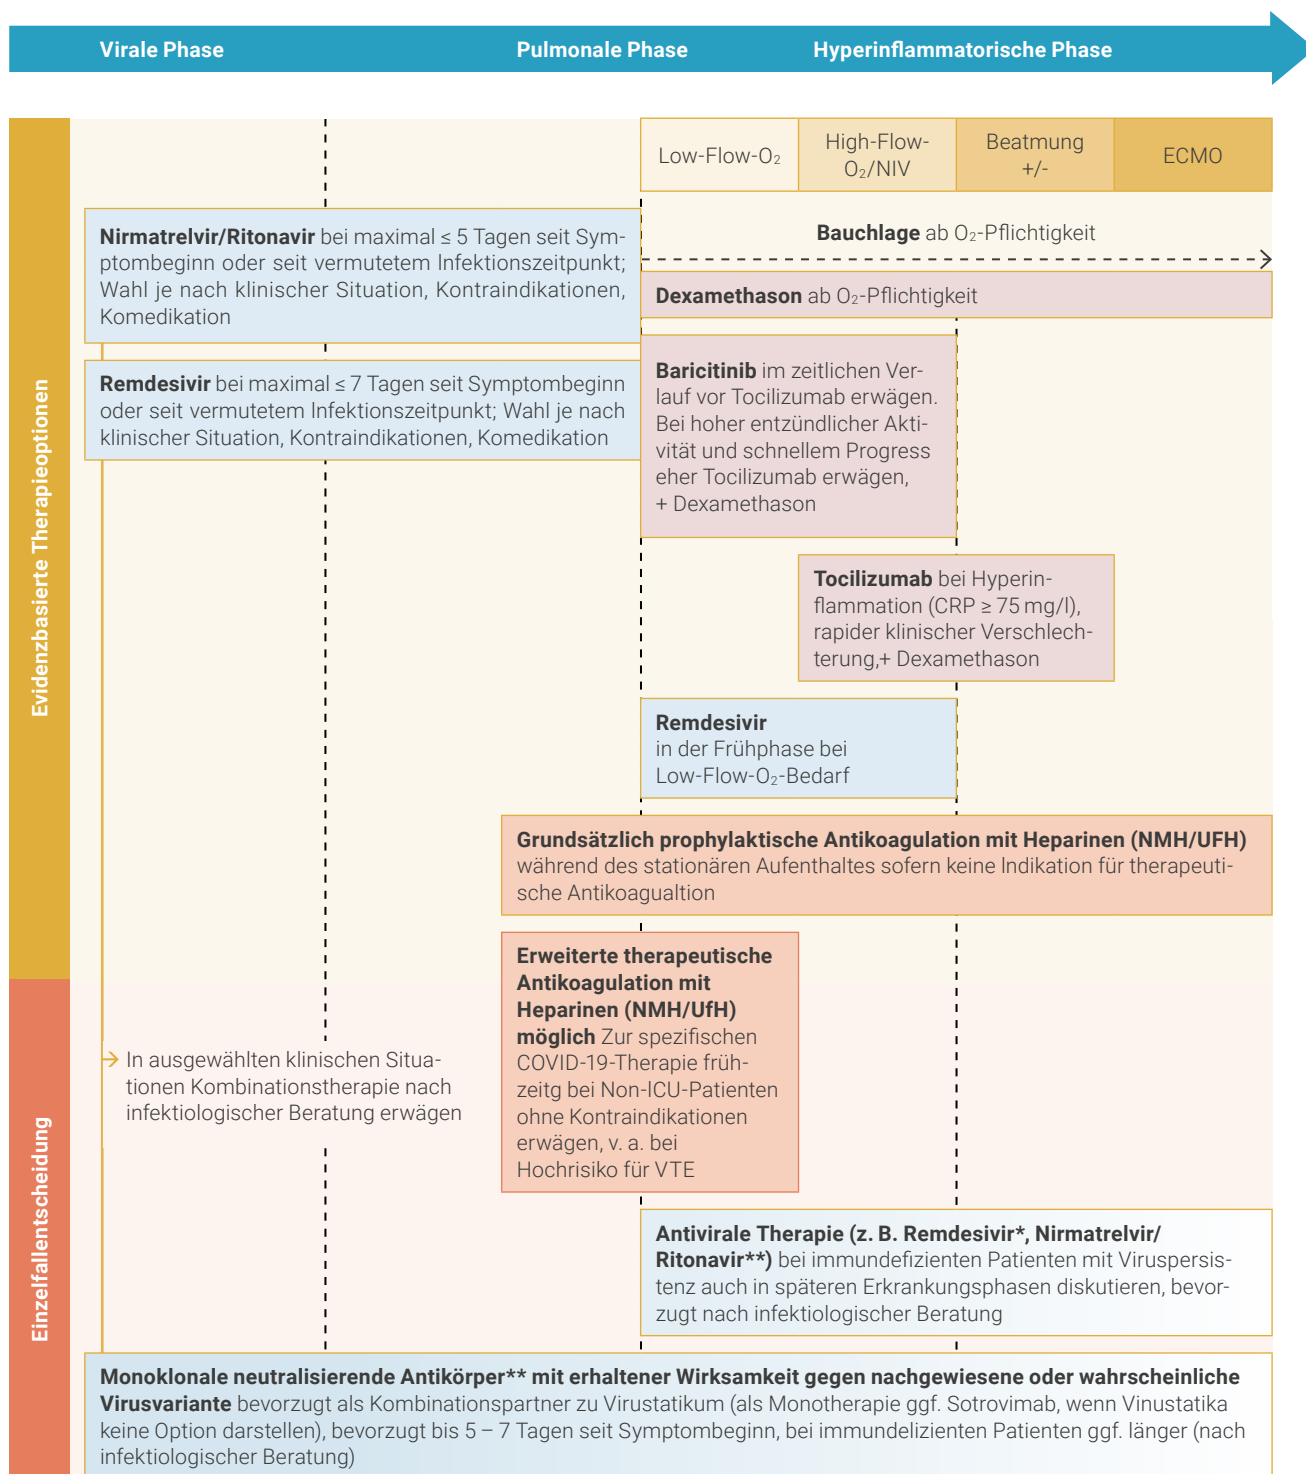 Virale Phase
Pulmonale Phase
Hyperinflammatorische Phase
Evidenzbasierte Therapieoptionen
Low-Flow-O₂
High-Flow-
O₂/NIV
Beatmung
+/-
ECMO
Nirmatrelvir/Ritonavir bei maximal ≤ 5 Tagen seit Sym-
ptombeginn oder seit vermutetem Infektionszeitpunkt;
Wahl je nach klinischer Situation, Kontraindikationen,
Komedikation
Bauchlage ab O₂-Pflichtigkeit
Dexamethason ab O₂-Pflichtigkeit
Remdesivir bei maximal ≤ 7 Tagen seit Symptombeginn
oder seit vermutetem Infektionszeitpunkt; Wahl je nach
klinischer Situation, Kontraindikationen, Komedikation
Baricitinib im zeitlichen Ver-
lauf vor Tocilizumab erwägen.
Bei hoher entzündlicher Akti-
vität und schnellem Progress
eher Tocilizumab erwägen,
+ Dexamethason
Tocilizumab bei Hyperin-
flammation (CRP ≥ 75 mg/l),
rapider klinischer Verschlech-
terung,+ Dexamethason
Remdesivir
in der Frühphase bei
Low-Flow-O₂-Bedarf
Grundsätzlich prophylaktische Antikoagulation mit Heparinen (NMH/UFH)
während des stationären Aufenthaltes sofern keine Indikation für therapeuti-
sche Antikoagualtion
Einzelfallentscheidung
Erweiterte therapeutische
Antikoagulation mit
Heparinen (NMH/UfH)
möglich Zur spezifischen
COVID-19-Therapie früh-
zeitg bei Non-ICU-Patienten
ohne Kontraindikationen
erwägen, v. a. bei
Hochrisiko für VTE
In ausgewählten klinischen Situa-
tionen Kombinationstherapie nach
infektiologischer Beratung erwägen
Antivirale Therapie (z. B. Remdesivir*, Nirmatrelvir/
Ritonavir**) bei immundefizienten Patienten mit Viruspersis-
tenz auch in späteren Erkrankungsphasen diskutieren, bevor-
zugt nach infektiologischer Beratung
Monoklonale neutralisierende Antikörper** mit erhaltener Wirksamkeit gegen nachgewiesene oder wahrscheinliche
Virusvariante bevorzugt als Kombinationspartner zu Virustatikum (als Monotherapie ggf. Sotrovimab, wenn Vinustatika
keine Option darstellen), bevorzugt bis 5 – 7 Tagen seit Symptombeginn, bei immundelizienten Patienten ggf. länger (nach
infektiologischer Beratung)